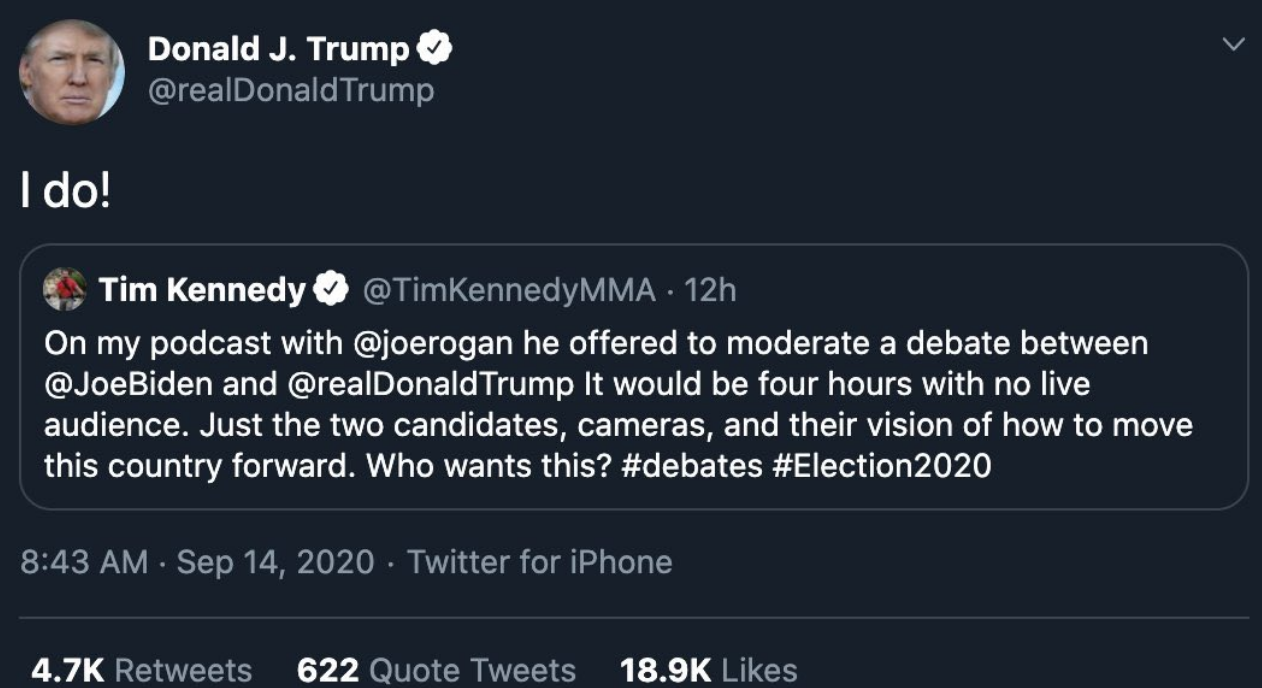 Donald J. Trump
@realDonaldTrump
I do!
Tim Kennedy @TimKennedyMMA · 12h
On my podcast with @joerogan he offered to moderate a debate between
@JoeBiden and @realDonaldTrump It would be four hours with no live
audience. Just the two candidates, cameras, and their vision of how to move
this country forward. Who wants this? #debates #Election2020
8:43 AM · Sep 14, 2020 · Twitter for iPhone
4.7K Retweets 622 Quote Tweets 18.9K Likes